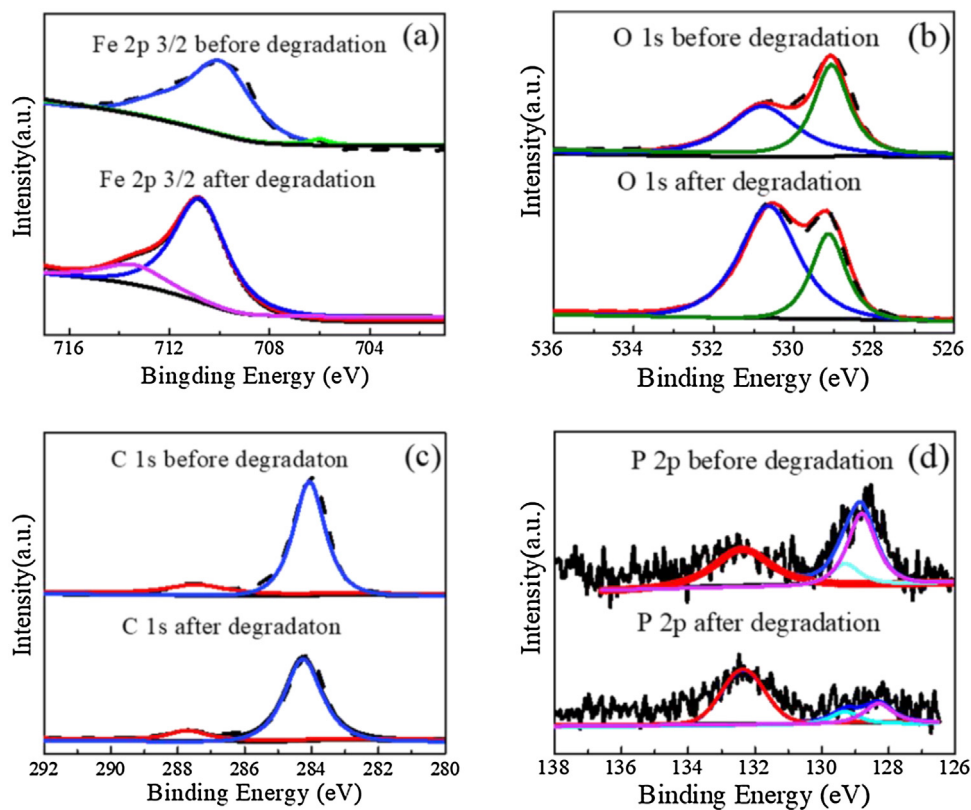 (a)
Fe 2p 3/2 before degradation
Fe 2p 3/2 after degradation
Intensity(a.u.)
716 712 708 704
Bingding Energy (eV)
(b)
O 1s before degradation
O 1s after degradation
Intensity(a.u.)
536 534 532 530 528 526
Binding Energy (eV)
(c)
C 1s before degradaton
C 1s after degradaton
Intensity(a.u.)
292 290 288 286 284 282 280
Binding Energy (eV)
(d)
P 2p before degradation
P 2p after degradation
Intensity(a.u.)
138 136 134 132 130 128 126
Binding Energy (eV)